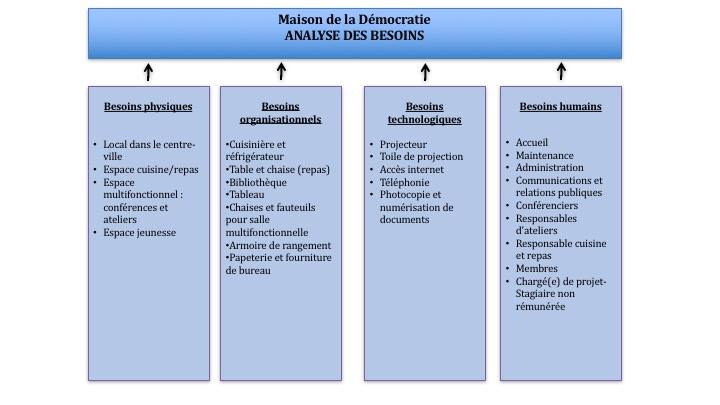 Maison de la Démocratie
ANALYSE DES BESOINS
Besoins physiques
• Local dans le centre-
ville
• Espace cuisine/repas
• Espace
multifonctionnel :
conférences et
ateliers
• Espace jeunesse
Besoins
organisationnels
•Cuisinière et
réfrigérateur
•Table et chaise (repas)
•Bibliothèque
•Tableau
•Chaises et fauteuils
pour salle
multifonctionnelle
•Armoire de rangement
•Papeterie et fourniture
de bureau
Besoins
technologiques
• Projecteur
• Toile de projection
• Accès internet
• Téléphonie
• Photocopie et
numérisation de
documents
Besoins humains
• Accueil
• Maintenance
• Administration
• Communications et
relations publiques
• Conférenciers
• Responsables
d'ateliers
• Responsable cuisine
et repas
• Membres
• Chargé(e) de projet-
Stagiaire non
rémunérée